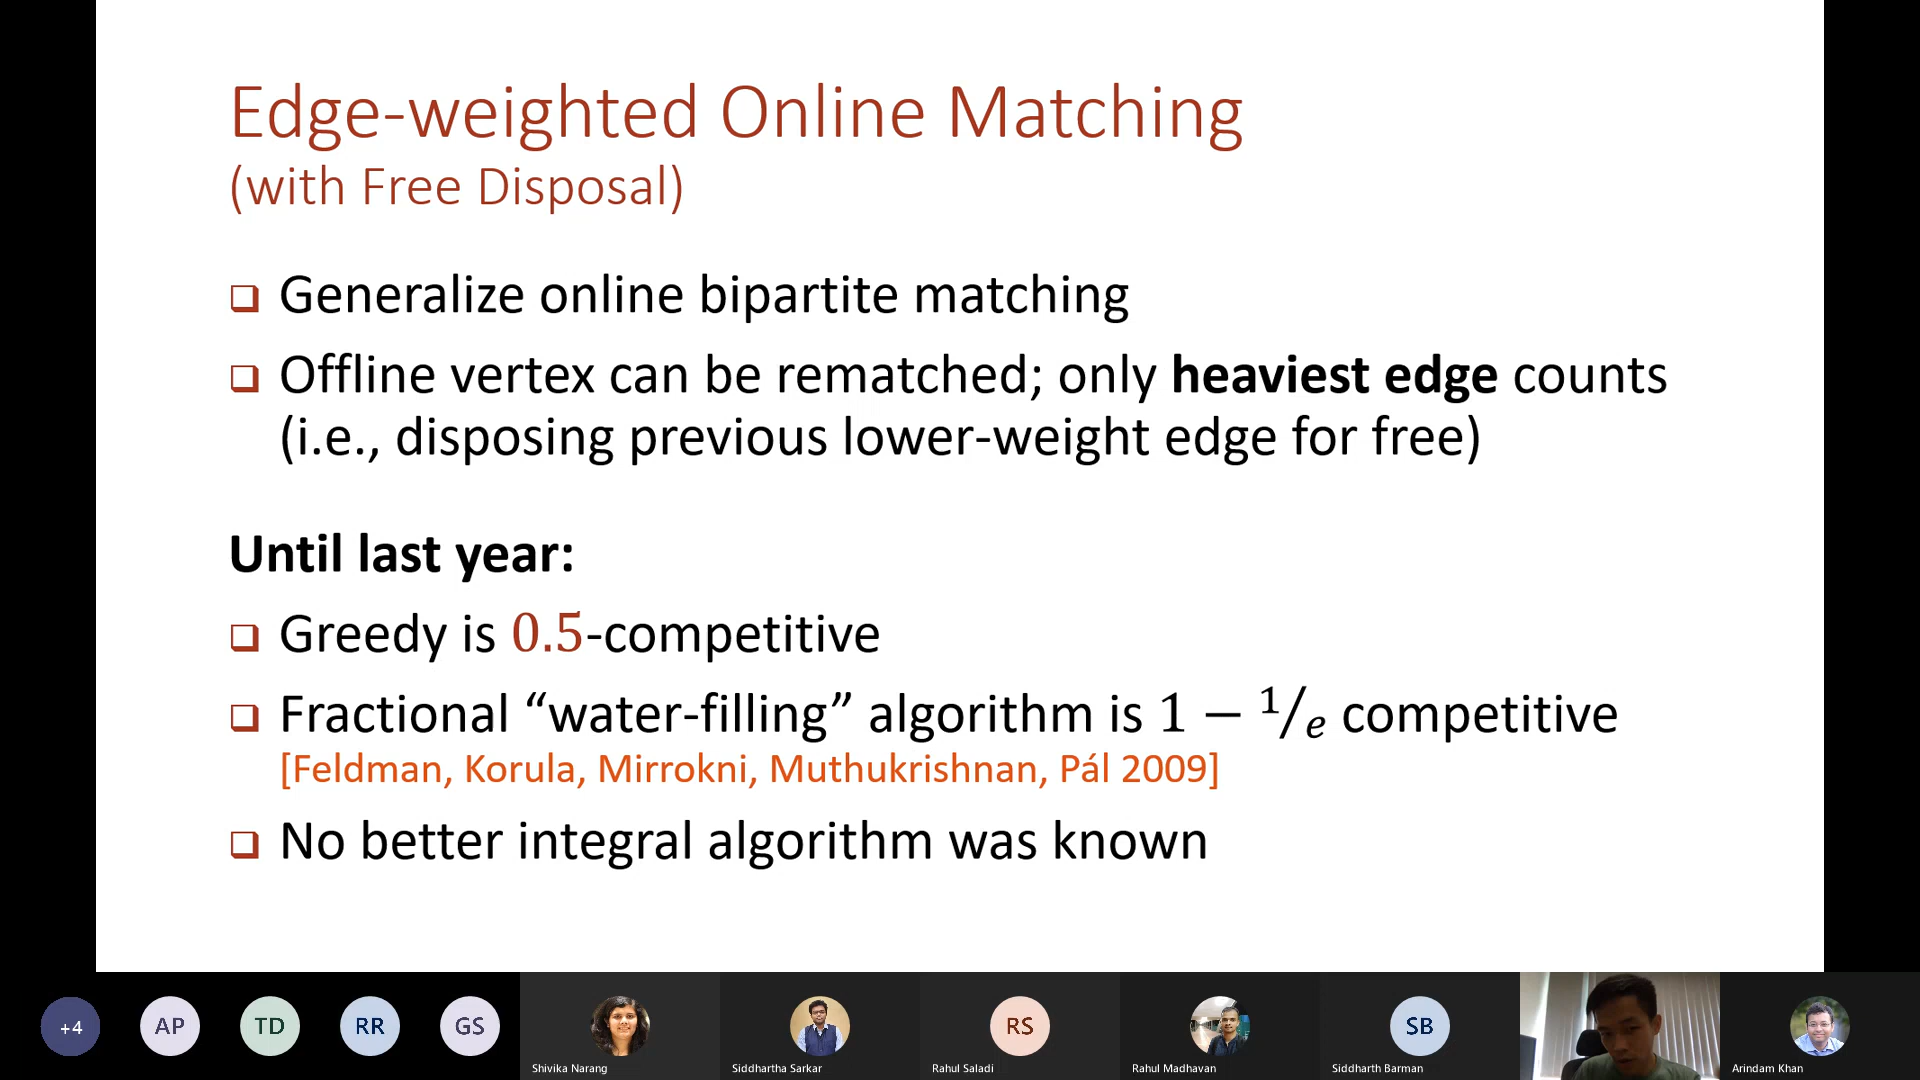 Edge-weighted Online Matching
(with Free Disposal)
❑ Generalize online bipartite matching
❑ Offline vertex can be rematched; only heaviest edge counts
(i.e., disposing previous lower-weight edge for free)
Until last year:
❑ Greedy is 0.5-competitive
❑ Fractional “water-filling” algorithm is 1 − 1/e competitive
[Feldman, Korula, Mirrokni, Muthukrishnan, Pál 2009]
❑ No better integral algorithm was known
+4 AP TD RR GS RS SB
Shivika Narang Siddhartha Sarkar Rahul Saladi Rahul Madhavan Siddharth Barman Arindam Khan